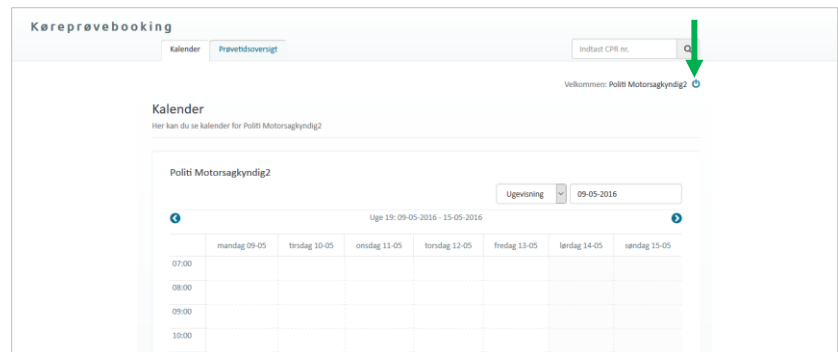 Køreprøvebooking
Kalender Prøvetidsoversigt Indtast CPR nr.
Velkommen: Politi Motorsagkyndig2
Kalender
Her kan du se kalender for Politi Motorsagkyndig2
Politi Motorsagkyndig2
Ugevisning 09-05-2016
Uge 19: 09-05-2016 - 15-05-2016
mandag 09-05 tirsdag 10-05 onsdag 11-05 torsdag 12-05 fredag 13-05 lørdag 14-05 søndag 15-05
07:00
08:00
09:00
10:00